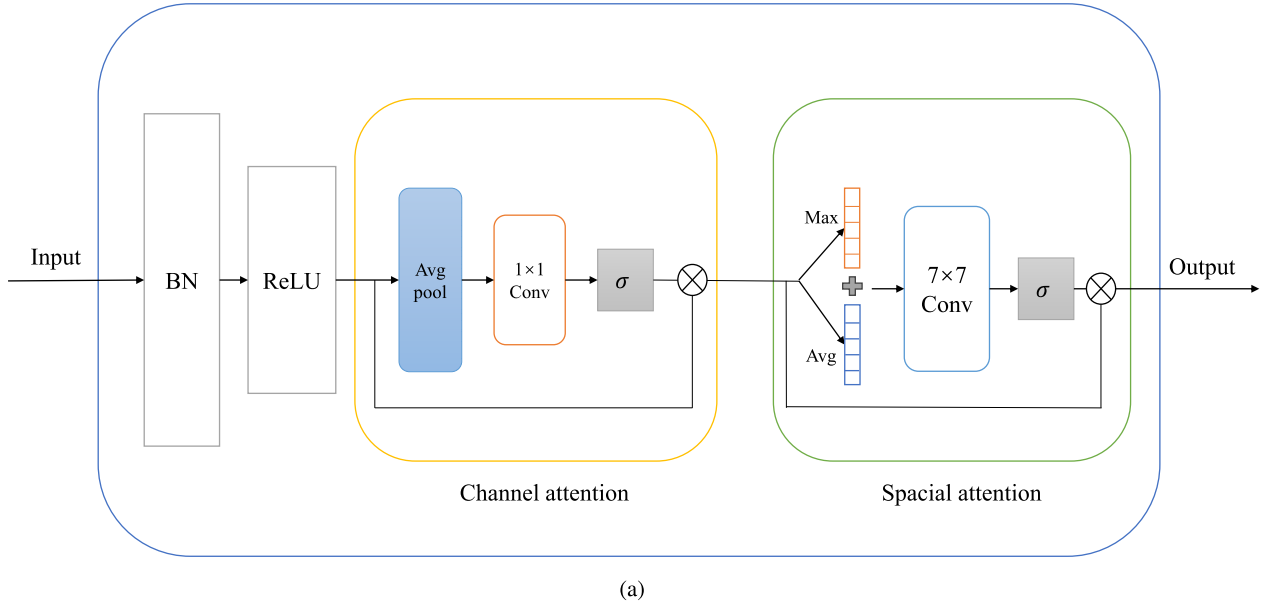 Input
BN
ReLU
Avg
pool
1×1
Conv
σ
Max
Avg
7×7
Conv
σ
Output
Channel attention
Spacial attention
(a)